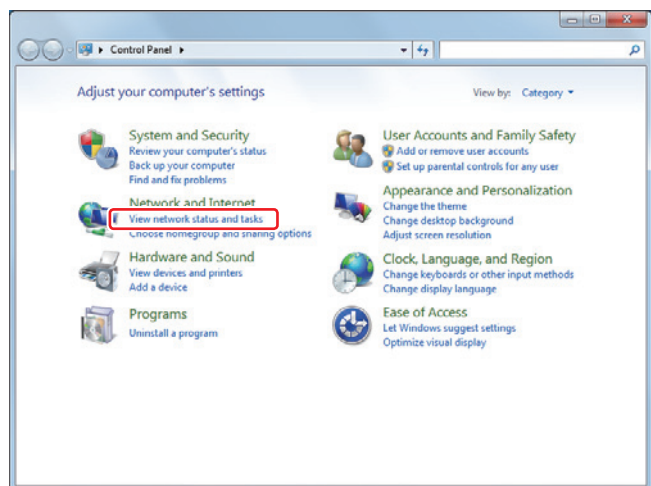 Control Panel
Adjust your computer's settings
View by: Category
System and Security
Review your computer's status
Back up your computer
Find and fix problems
Network and Internet
View network status and tasks
Choose homegroup and sharing options
Hardware and Sound
View devices and printers
Add a device
Programs
Uninstall a program
User Accounts and Family Safety
Add or remove user accounts
Set up parental controls for any user
Appearance and Personalization
Change the theme
Change desktop background
Adjust screen resolution
Clock, Language, and Region
Change keyboards or other input methods
Change display language
Ease of Access
Let Windows suggest settings
Optimize visual display